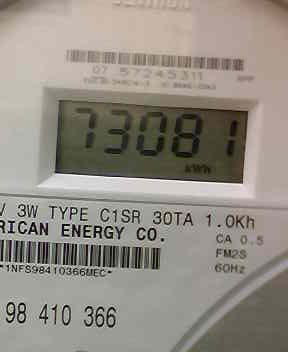 07 57245311
73081
kWh
V 3W TYPE C1SR 30TA 1.0Kh
RICAN ENERGY CO.
CA 0.5
FM2S
60Hz
*1NFS98410366MEC*
98 410 366